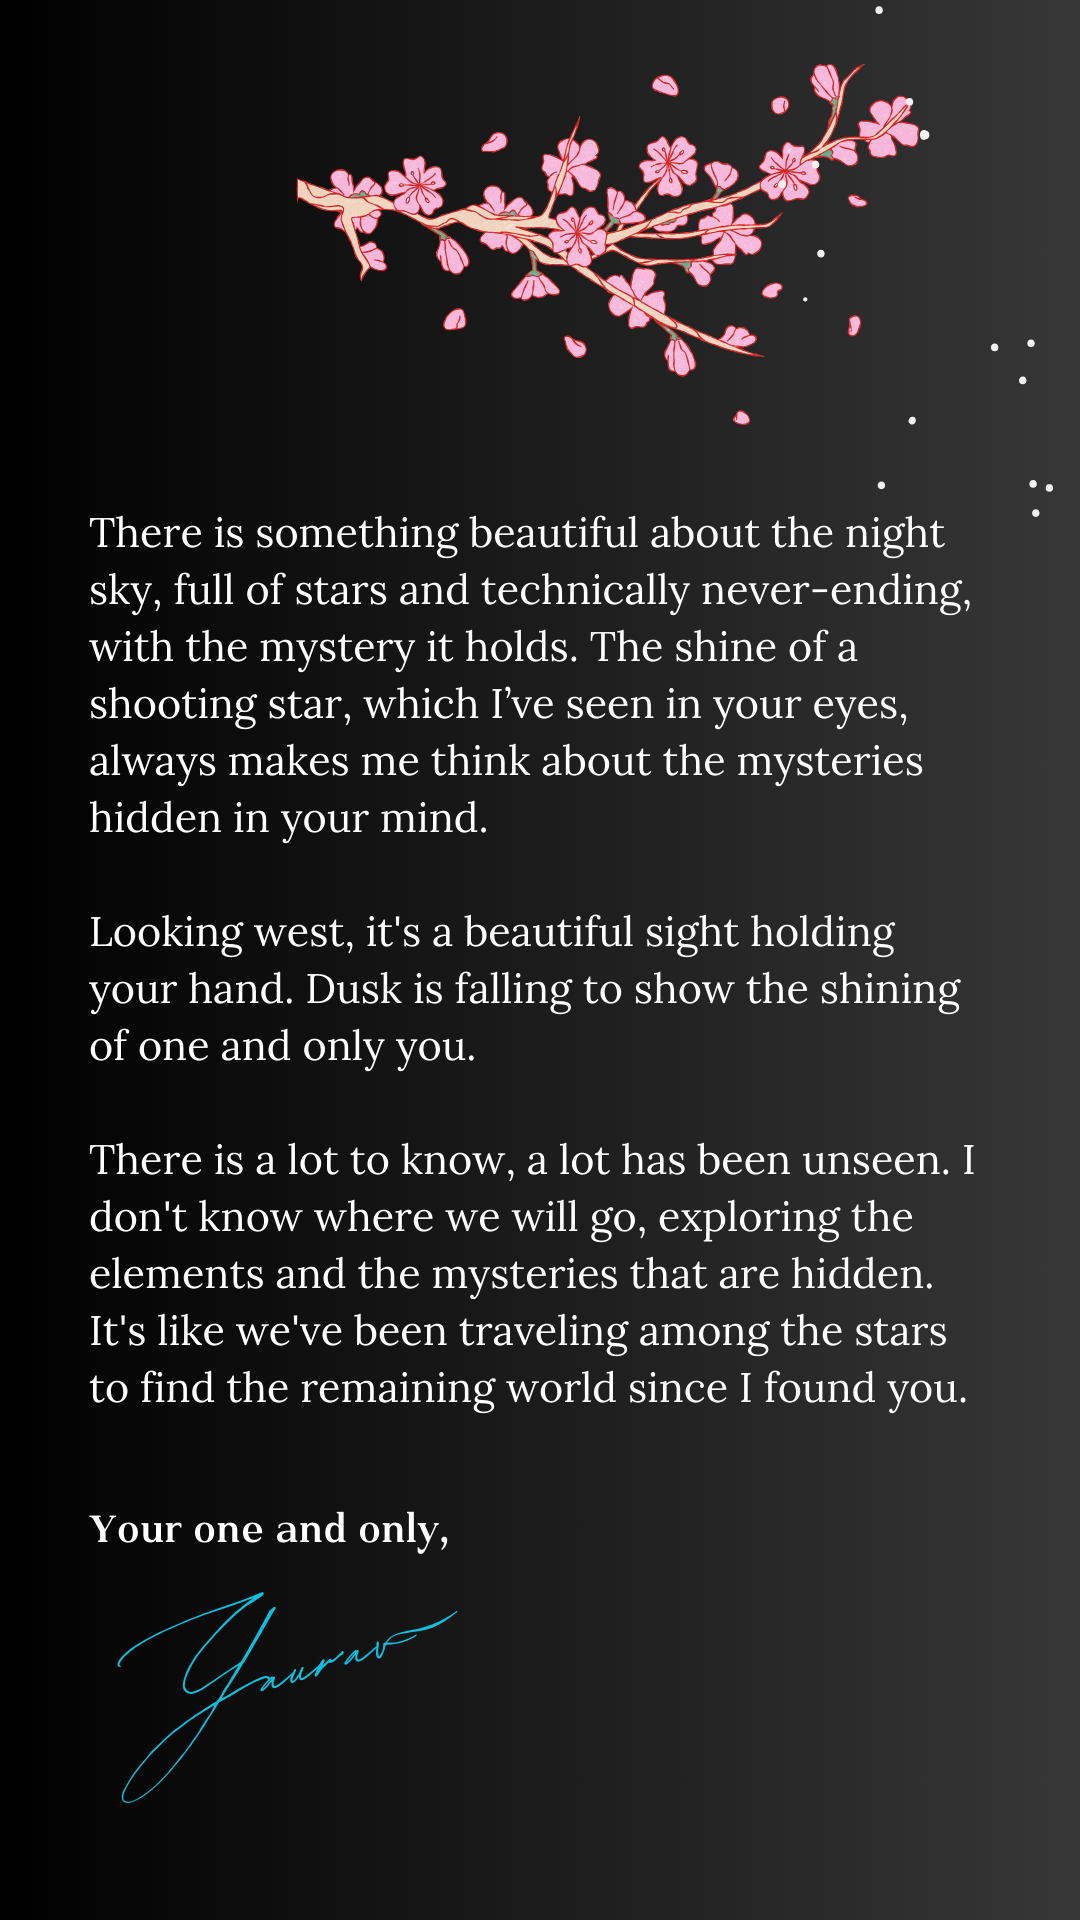 There is something beautiful about the night
sky, full of stars and technically never-ending,
with the mystery it holds. The shine of a
shooting star, which I’ve seen in your eyes,
always makes me think about the mysteries
hidden in your mind.
Looking west, it's a beautiful sight holding
your hand. Dusk is falling to show the shining
of one and only you.
There is a lot to know, a lot has been unseen. I
don't know where we will go, exploring the
elements and the mysteries that are hidden.
It's like we've been traveling among the stars
to find the remaining world since I found you.
Your one and only,